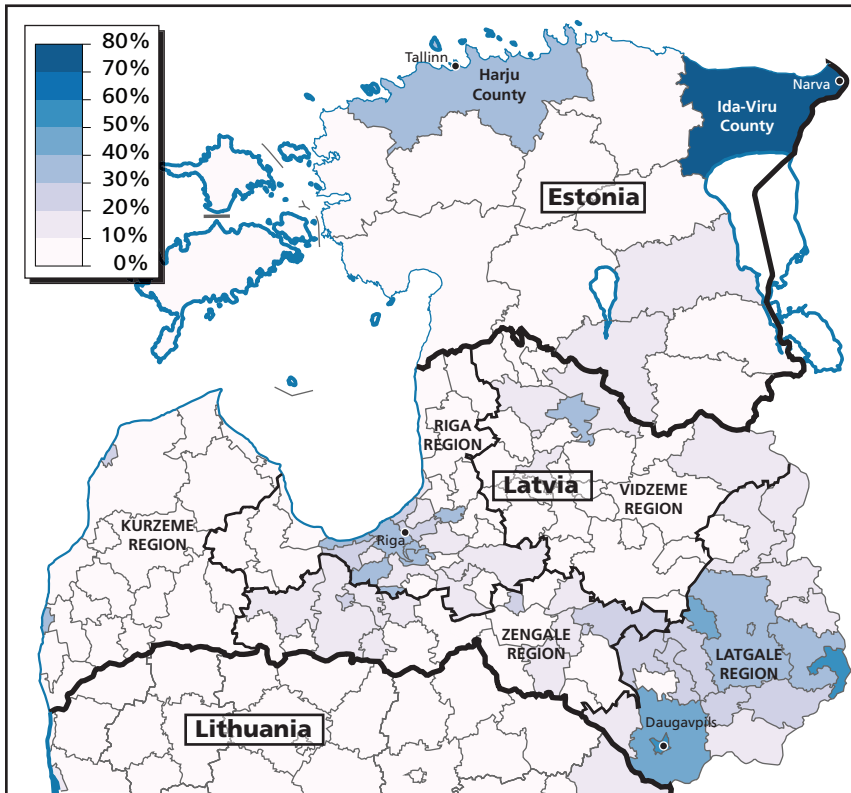 80%
70%
60%
50%
40%
30%
20%
10%
0%
Tallinn
Harju
County
Narva
Ida-Viru
County
Estonia
RIGA
REGION
Latvia
VIDZEME
REGION
KURZEME
REGION
Riga
ZENGALE
REGION
LATGALE
REGION
Lithuania
Daugavpils